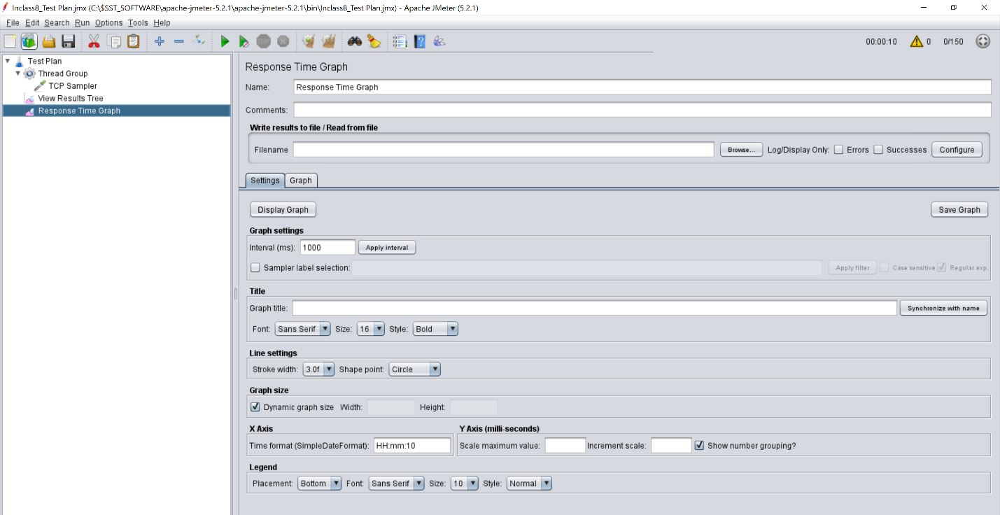 Inclass8_Test Plan.jmx (C:\$SST_SOFTWARE\apache-jmeter-5.2.1\apache-jmeter-5.2.1\bin\Inclass8_Test Plan.jmx) - Apache JMeter (5.2.1)
File Edit Search Run Options Tools Help
00:00:10 0 0/150
Test Plan
Thread Group
TCP Sampler
View Results Tree
Response Time Graph
Response Time Graph
Name: Response Time Graph
Comments:
Write results to file / Read from file
Filename Browse... Log/Display Only: Errors Successes Configure
Settings Graph
Display Graph Save Graph
Graph settings
Interval (ms): 1000 Apply interval
Sampler label selection: Apply filter Case sensitive Regular exp.
Title
Graph title: Synchronize with name
Font: Sans Serif Size: 16 Style: Bold
Line settings
Stroke width: 3.0f Shape point: Circle
Graph size
Dynamic graph size Width: Height:
X Axis Y Axis (milli-seconds)
Time format (SimpleDateFormat): HH:mm:10 Scale maximum value: Increment scale: Show number grouping?
Legend
Placement: Bottom Font: Sans Serif Size: 10 Style: Normal